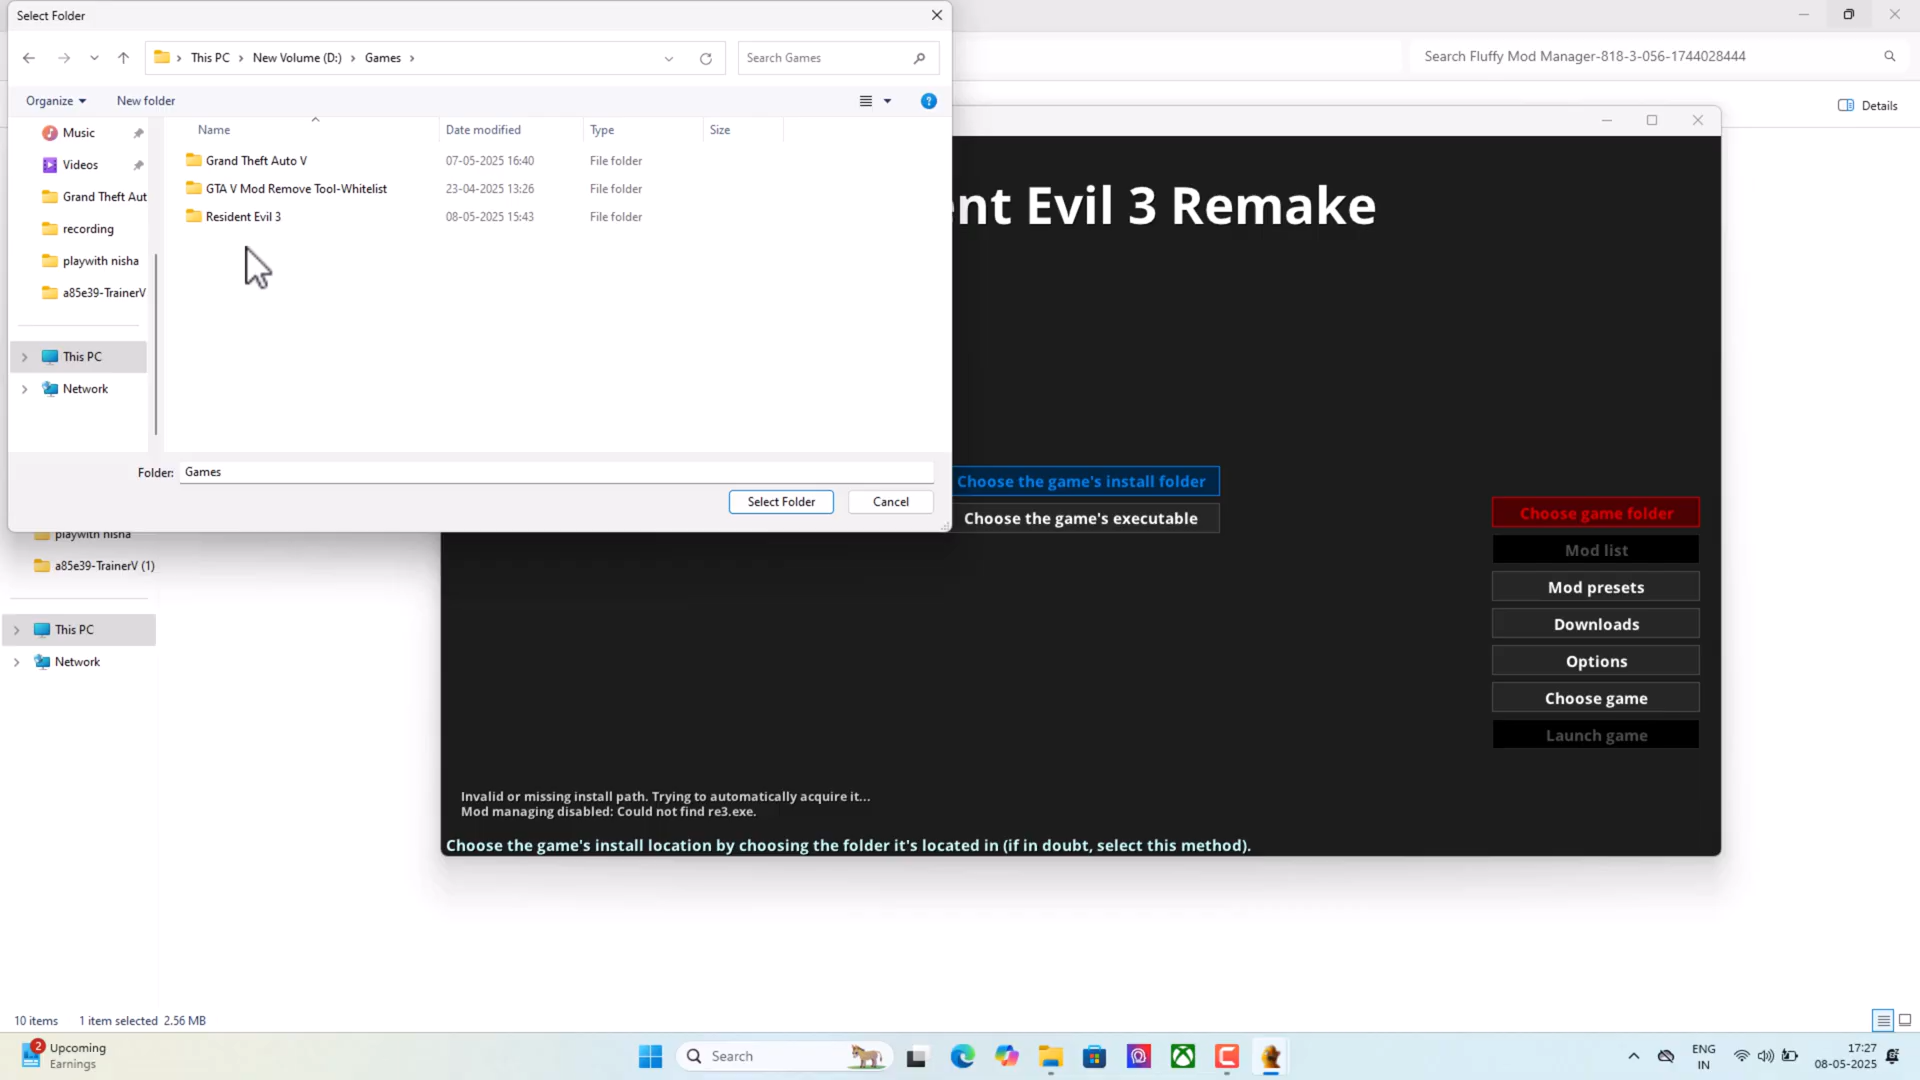 Select Folder
This PC
New Volume (D:)
Games
Search Games
Search Fluffy Mod Manager-818-3-056-1744028444
Organize
New folder
Details
Name
Date modified
Type
Size
Music
Videos
Grand Theft Aut
recording
playwith nisha
a85e39-TrainerV
This PC
Network
Grand Theft Auto V
07-05-2025 16:40
File folder
GTA V Mod Remove Tool-Whitelist
23-04-2025 13:26
File folder
Resident Evil 3
08-05-2025 15:43
File folder
Folder:
Games
Select Folder
Cancel
nt Evil 3 Remake
Choose the game's install folder
Choose the game's executable
Choose game folder
Mod list
Mod presets
Downloads
Options
Choose game
Launch game
playwith nisha
a85e39-TrainerV (1)
This PC
Network
Invalid or missing install path. Trying to automatically acquire it...
Mod managing disabled: Could not find re3.exe.
Choose the game's install location by choosing the folder it's located in (if in doubt, select this method).
10 items
1 item selected 2.56 MB
2
Upcoming
Earnings
Search
ENG
IN
17:27
08-05-2025